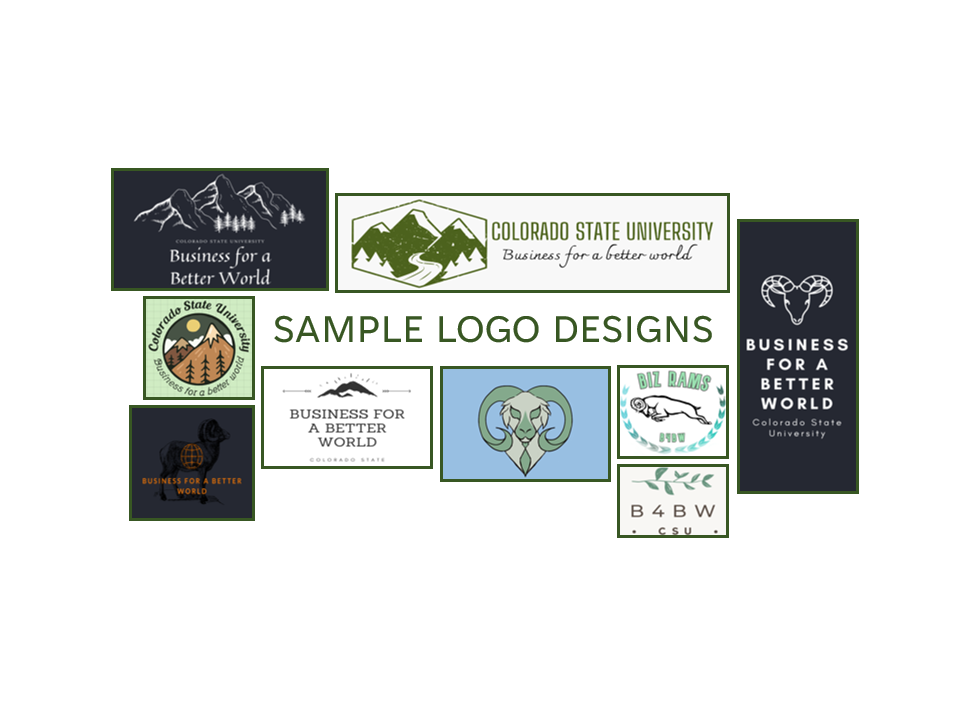 COLORADO STATE UNIVERSITY
Business for a
Better World
COLORADO STATE UNIVERSITY
Business for a better world
BUSINESS
FOR A
BETTER
WORLD
Colorado State
University
Colorado State University
Business for a better world
SAMPLE LOGO DESIGNS
BUSINESS FOR
A BETTER
WORLD
COLORADO STATE
BIZ RAMS
B4BW
BUSINESS FOR A BETTER
WORLD
B4BW
• CSU •